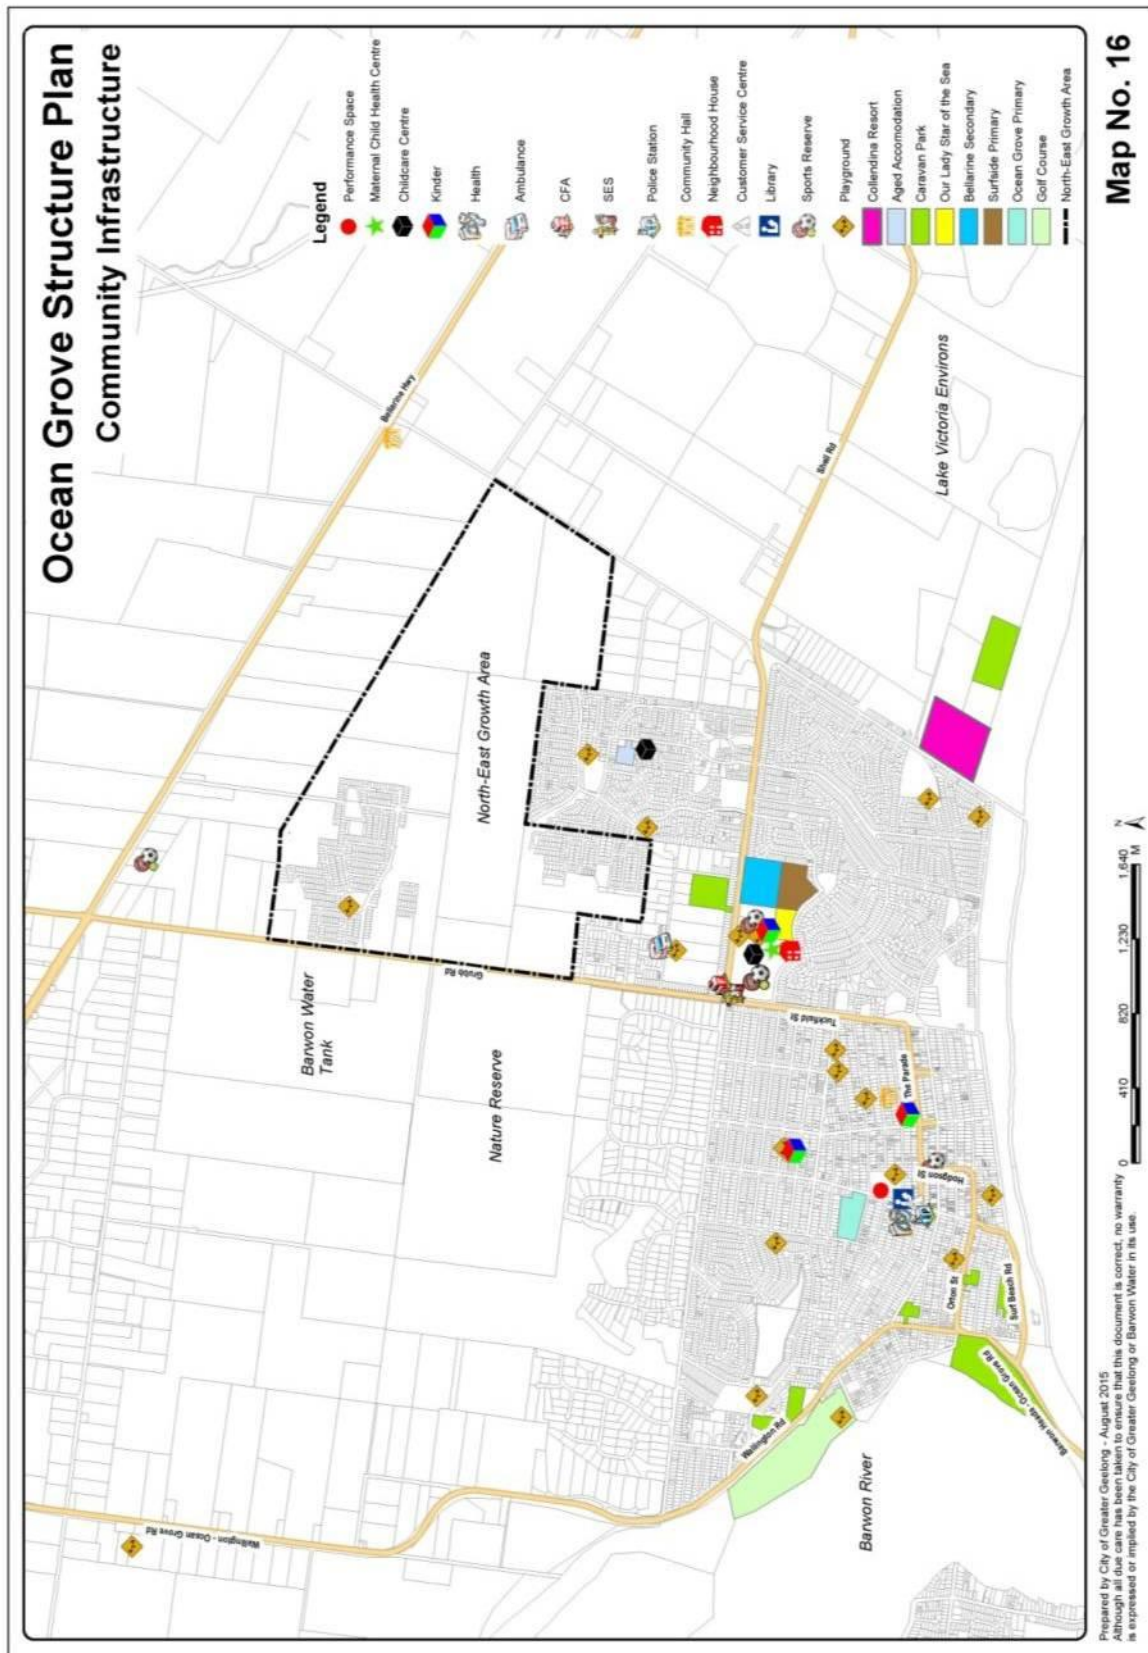 Ocean Grove Structure Plan
Community Infrastructure
Legend
Performance Space
Maternal Child Health Centre
Childcare Centre
Kinder
Health
Ambulance
CFA
SES
Police Station
Community Hall
Neighbourhood House
Customer Service Centre
Library
Sports Reserve
Playground
Collendina Resort
Aged Accomodation
Caravan Park
Our Lady Star of the Sea
Bellarine Secondary
Surfside Primary
Ocean Grove Primary
Golf Course
North-East Growth Area
Bellarine Hwy
Barwon Water
Tank
North-East Growth Area
Grubb Rd
Nature Reserve
Wallington - Ocean Grove Rd
Shell Rd
Lake Victoria Environs
Tuckfield St
The Parade
Hodgson St
Orton St
Surf Beach Rd
Wallington Rd
Barwon Heads - Ocean Grove Rd
Barwon River
Prepared by City of Greater Geelong - August 2015
Although all due care has been taken to ensure that this document is correct, no warranty
is expressed or implied by the City of Greater Geelong or Barwon Water in its use.
0 410 820 1,230 1,640
M
N
Map No. 16